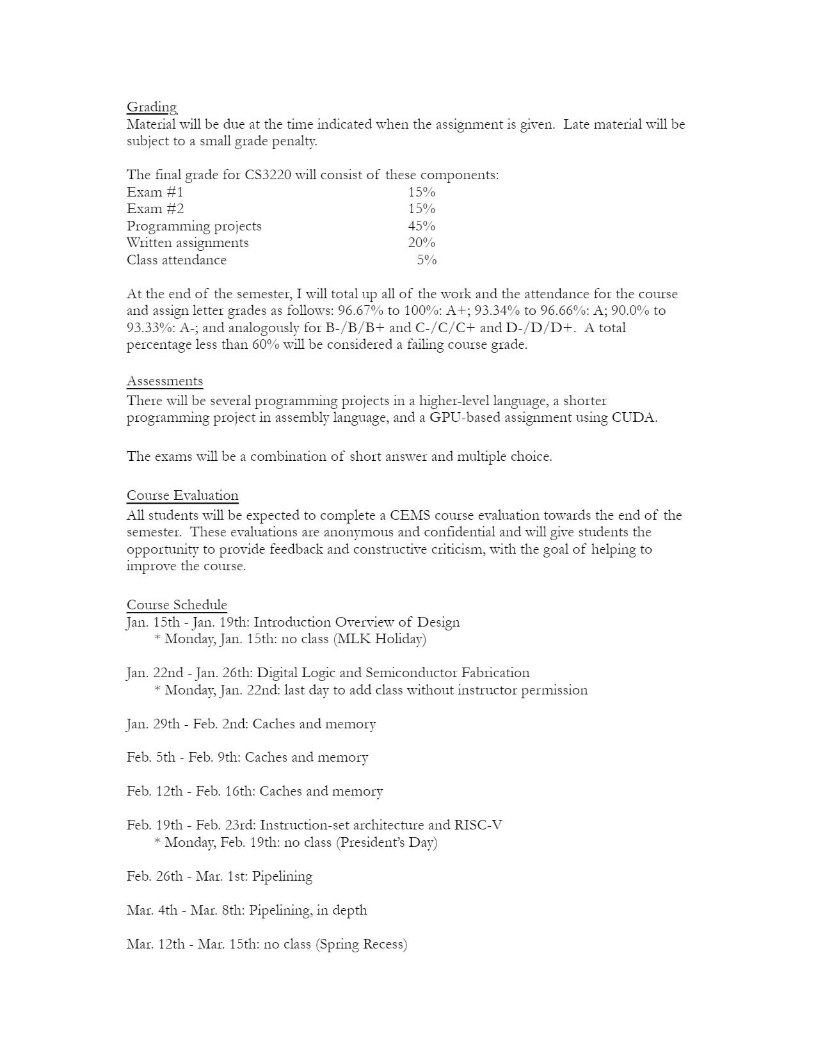 Grading
Material will be due at the time indicated when the assignment is given.  Late material will be
subject to a small grade penalty.
The final grade for CS3220 will consist of these components:
Exam #1 15%
Exam #2 15%
Programming projects 45%
Written assignments 20%
Class attendance 5%
At the end of the semester, I will total up all of the work and the attendance for the course
and assign letter grades as follows: 96.67% to 100%: A+; 93.34% to 96.66%: A; 90.0% to
93.33%: A-; and analogously for B-/B/B+ and C-/C/C+ and D-/D/D+.  A total
percentage less than 60% will be considered a failing course grade.
Assessments
There will be several programming projects in a higher-level language, a shorter
programming project in assembly language, and a GPU-based assignment using CUDA.
The exams will be a combination of short answer and multiple choice.
Course Evaluation
All students will be expected to complete a CEMS course evaluation towards the end of the
semester.  These evaluations are anonymous and confidential and will give students the
opportunity to provide feedback and constructive criticism, with the goal of helping to
improve the course.
Course Schedule
Jan. 15th - Jan. 19th: Introduction Overview of Design
* Monday, Jan. 15th: no class (MLK Holiday)
Jan. 22nd - Jan. 26th: Digital Logic and Semiconductor Fabrication
* Monday, Jan. 22nd: last day to add class without instructor permission
Jan. 29th - Feb. 2nd: Caches and memory
Feb. 5th - Feb. 9th: Caches and memory
Feb. 12th - Feb. 16th: Caches and memory
Feb. 19th - Feb. 23rd: Instruction-set architecture and RISC-V
* Monday, Feb. 19th: no class (President’s Day)
Feb. 26th - Mar. 1st: Pipelining
Mar. 4th - Mar. 8th: Pipelining, in depth
Mar. 12th - Mar. 15th: no class (Spring Recess)